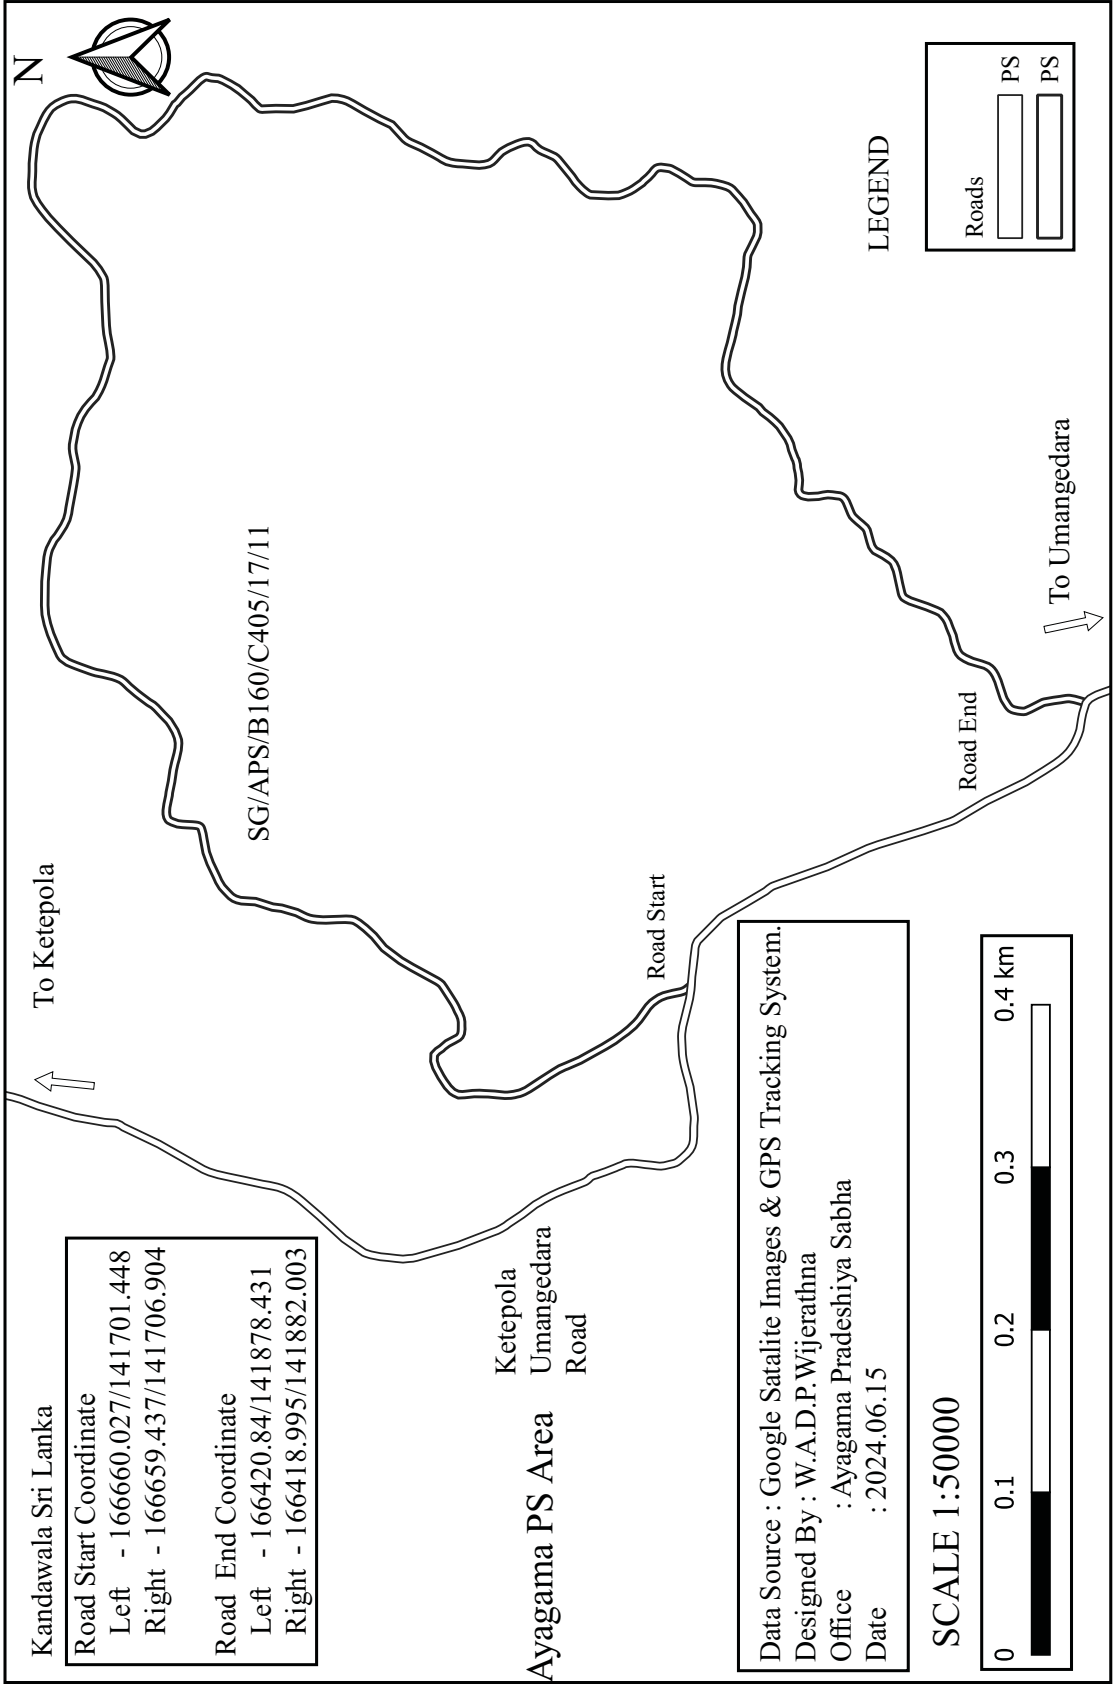 Kandawala Sri Lanka
Road Start Coordinate
Left - 166660.027/141701.448
Right - 166659.437/141706.904
Road End Coordinate
Left - 166420.84/141878.431
Right - 166418.995/141882.003
To Ketepola
N
SG/APS/B160/C405/17/11
Ketepola
Umangedara
Road
Ayagama PS Area
Road Start
Road End
To Umangedara
LEGEND
Roads
PS
PS
Data Source : Google Satalite Images & GPS Tracking System.
Designed By : W.A.D.P.Wijerathna
Office : Ayagama Pradeshiya Sabha
Date : 2024.06.15
SCALE 1:50000
0 0.1 0.2 0.3 0.4 km